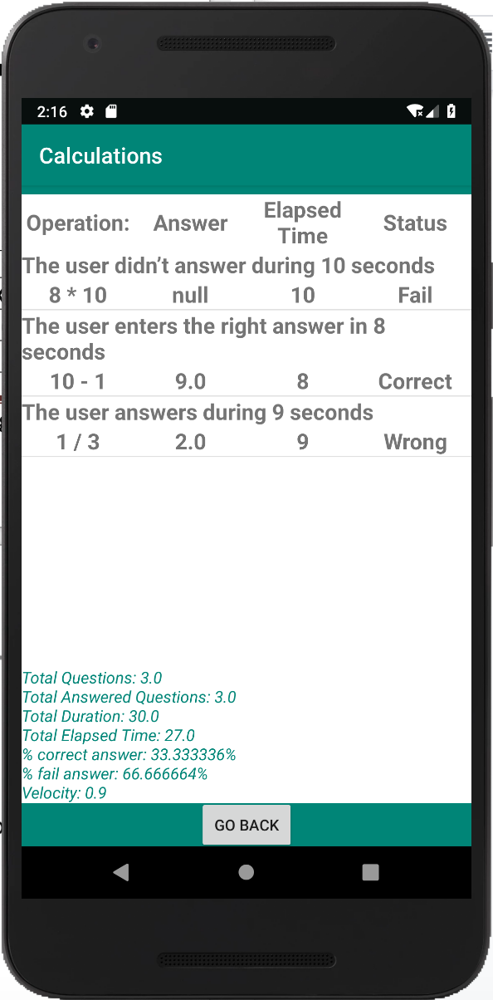 2:16
Calculations
Operation: Answer Elapsed Time Status
The user didn’t answer during 10 seconds
8 * 10 null 10 Fail
The user enters the right answer in 8
seconds
10 - 1 9.0 8 Correct
The user answers during 9 seconds
1 / 3 2.0 9 Wrong
Total Questions: 3.0
Total Answered Questions: 3.0
Total Duration: 30.0
Total Elapsed Time: 27.0
% correct answer: 33.333336%
% fail answer: 66.666664%
Velocity: 0.9
GO BACK